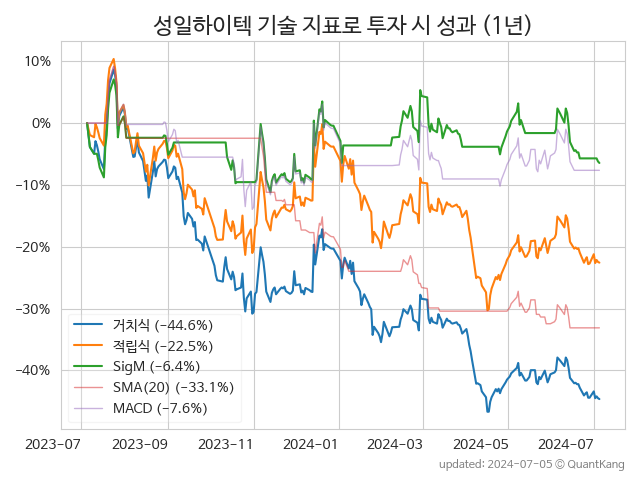 성일하이텍 기술 지표로 투자 시 성과 (1년)
10%
0%
−10%
−20%
−30%
−40%
거치식 (−44.6%)
적립식 (−22.5%)
SigM (−6.4%)
SMA(20) (−33.1%)
MACD (−7.6%)
2023-07 2023-09 2023-11 2024-01 2024-03 2024-05 2024-07
updated: 2024-07-05 © QuantKang